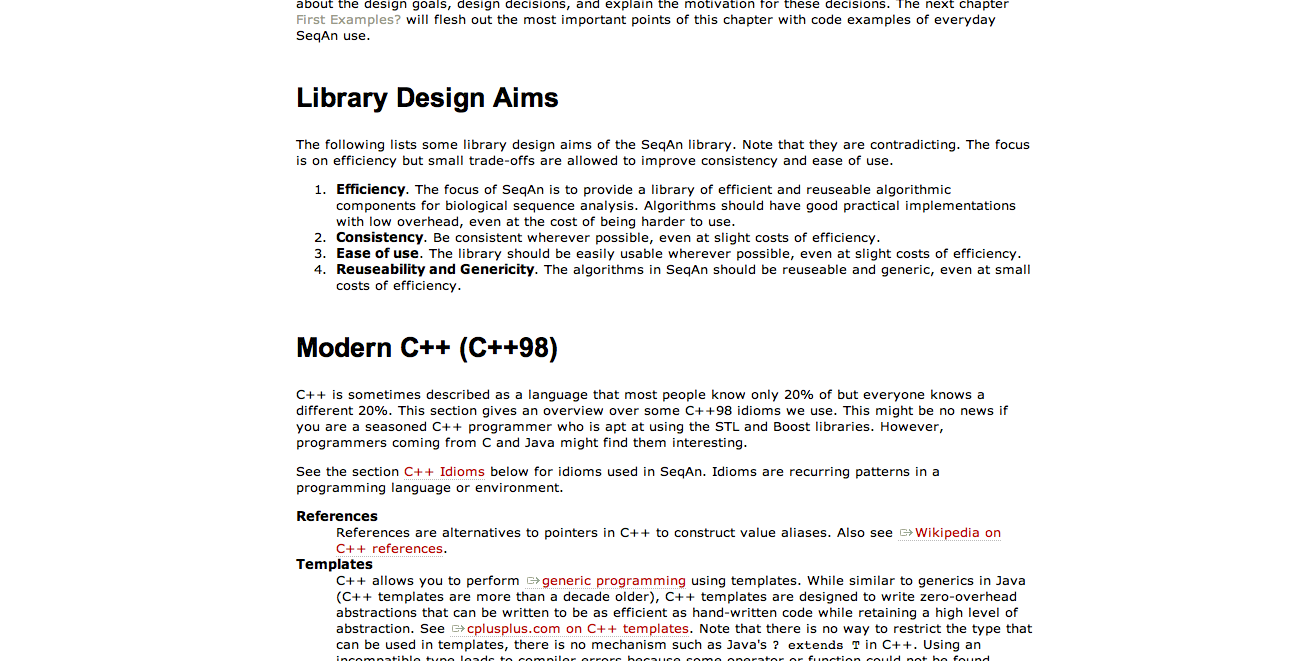 about the design goals, design decisions, and explain the motivation for these decisions. The next chapter
First Examples? will flesh out the most important points of this chapter with code examples of everyday
SeqAn use.
Library Design Aims
The following lists some library design aims of the SeqAn library. Note that they are contradicting. The focus
is on efficiency but small trade-offs are allowed to improve consistency and ease of use.
1. Efficiency. The focus of SeqAn is to provide a library of efficient and reuseable algorithmic
components for biological sequence analysis. Algorithms should have good practical implementations
with low overhead, even at the cost of being harder to use.
2. Consistency. Be consistent wherever possible, even at slight costs of efficiency.
3. Ease of use. The library should be easily usable wherever possible, even at slight costs of efficiency.
4. Reuseability and Genericity. The algorithms in SeqAn should be reuseable and generic, even at small
costs of efficiency.
Modern C++ (C++98)
C++ is sometimes described as a language that most people know only 20% of but everyone knows a
different 20%. This section gives an overview over some C++98 idioms we use. This might be no news if
you are a seasoned C++ programmer who is apt at using the STL and Boost libraries. However,
programmers coming from C and Java might find them interesting.
See the section C++ Idioms below for idioms used in SeqAn. Idioms are recurring patterns in a
programming language or environment.
References
References are alternatives to pointers in C++ to construct value aliases. Also see Wikipedia on
C++ references.
Templates
C++ allows you to perform generic programming using templates. While similar to generics in Java
(C++ templates are more than a decade older), C++ templates are designed to write zero-overhead
abstractions that can be written to be as efficient as hand-written code while retaining a high level of
abstraction. See cplusplus.com on C++ templates. Note that there is no way to restrict the type that
can be used in templates, there is no mechanism such as Java's ? extends T in C++. Using an
incompatible type leads to compiler errors because some operator or function could not be found.